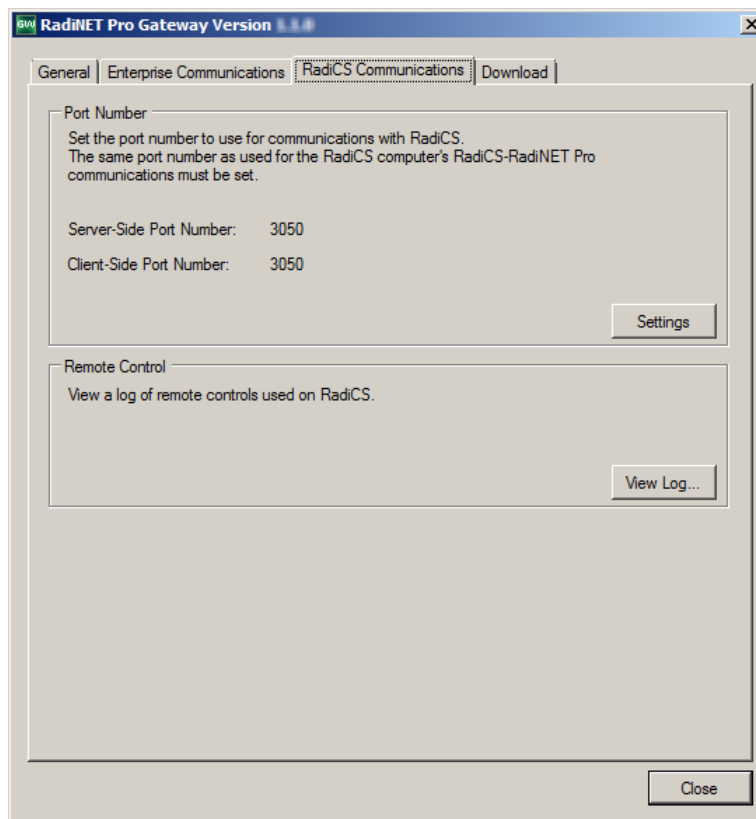 RadiNET Pro Gateway Version
General
Enterprise Communications
RadiCS Communications
Download
Port Number
Set the port number to use for communications with RadiCS.
The same port number as used for the RadiCS computer's RadiCS-RadiNET Pro
communications must be set.
Server-Side Port Number: 3050
Client-Side Port Number: 3050
Settings
Remote Control
View a log of remote controls used on RadiCS.
View Log...
Close